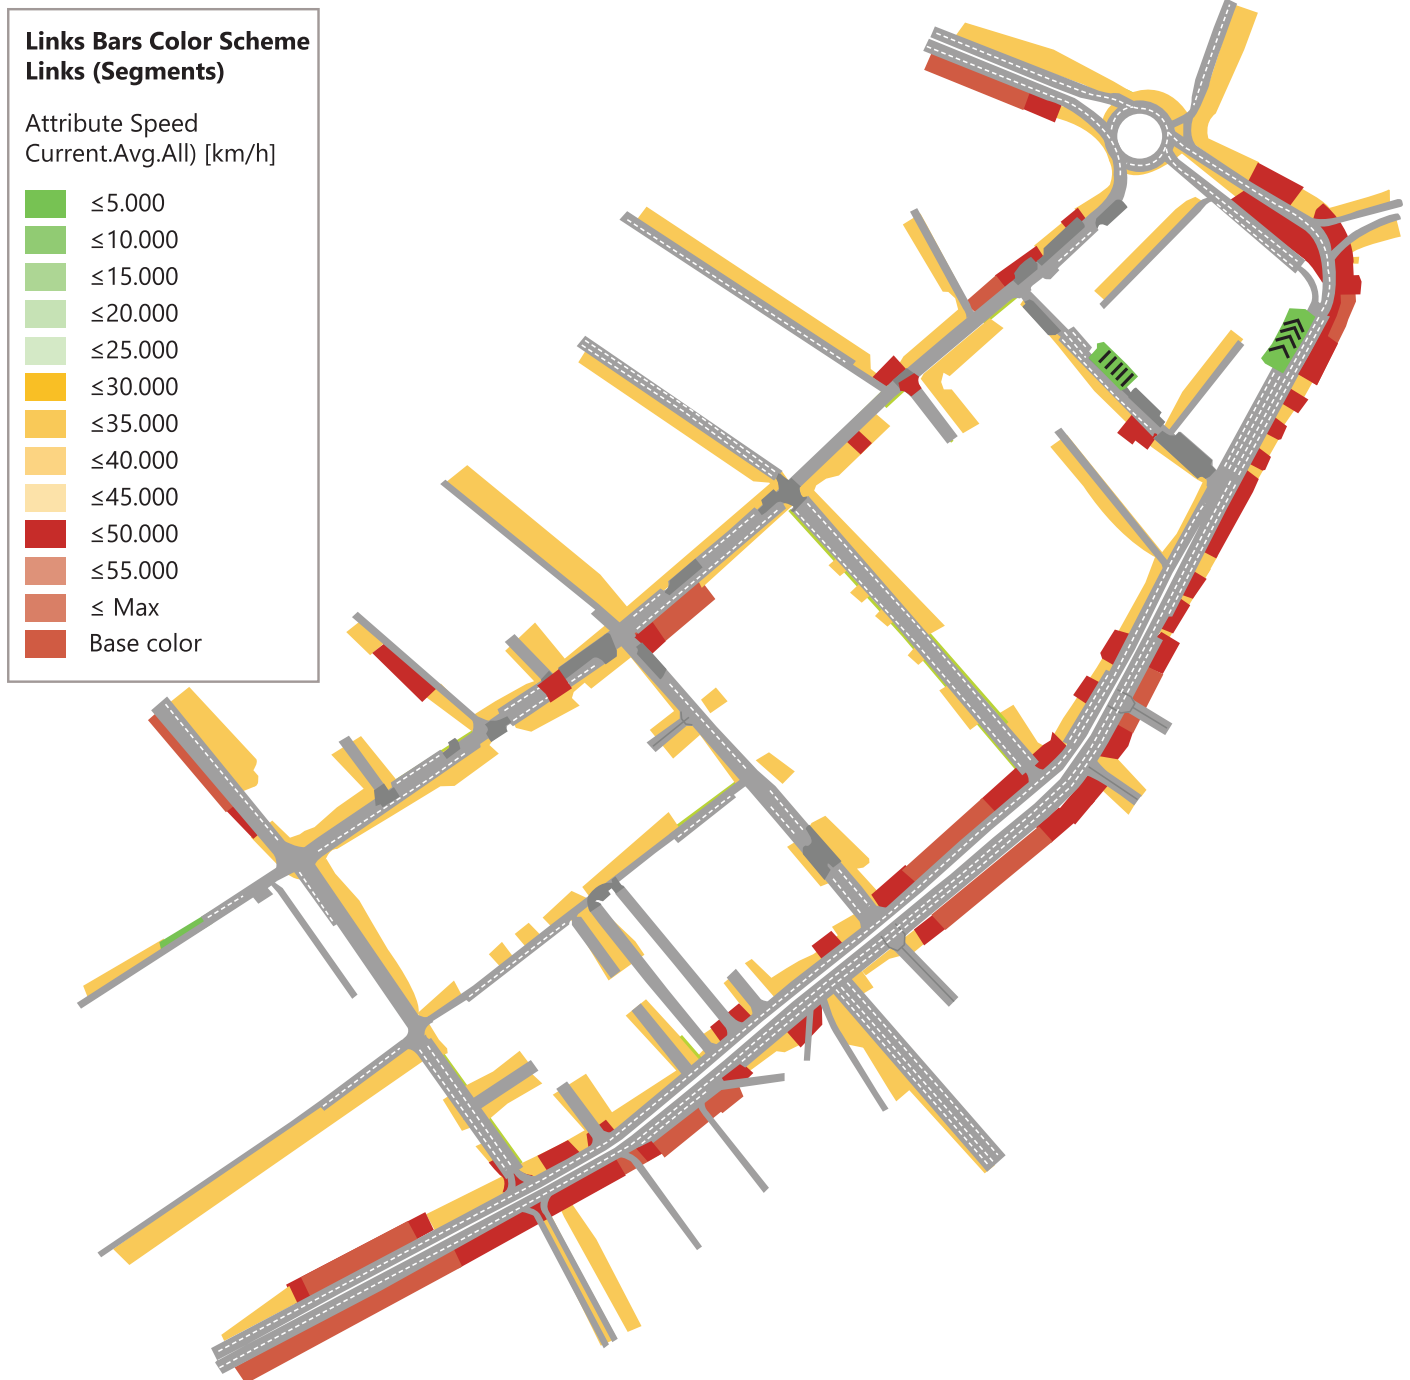 Links Bars Color Scheme
Links (Segments)
Attribute Speed
Current.Avg.All) [km/h]
≤5.000
≤10.000
≤15.000
≤20.000
≤25.000
≤30.000
≤35.000
≤40.000
≤45.000
≤50.000
≤55.000
≤ Max
Base color